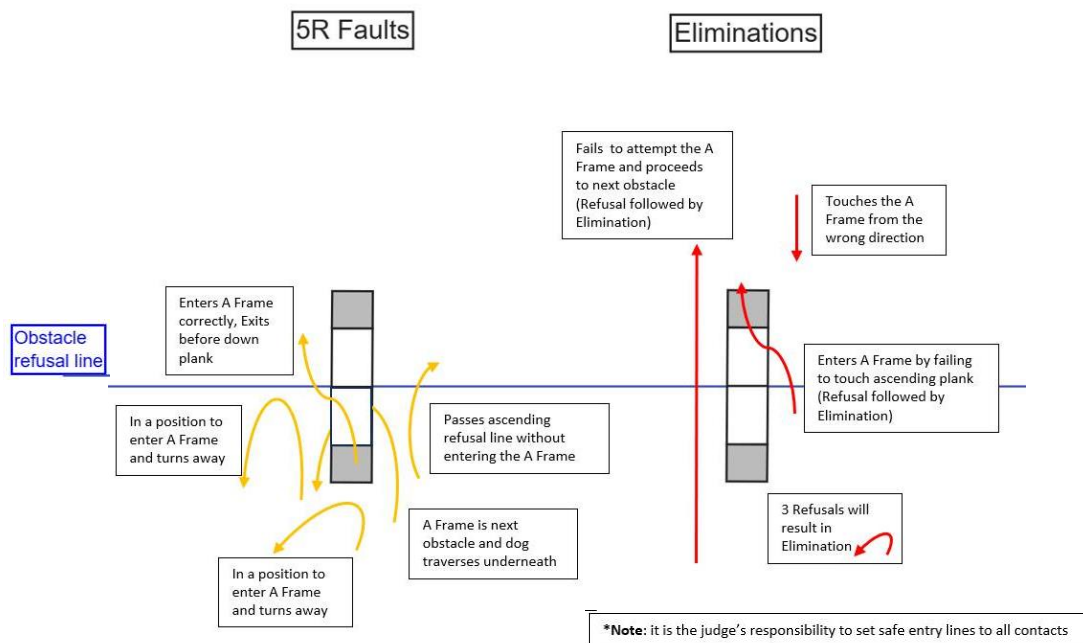 5R Faults
Eliminations
Fails to attempt the A
Frame and proceeds
to next obstacle
(Refusal followed by
Elimination)
Touches the A
Frame from the
wrong direction
Enters A Frame
correctly, Exits
before down
plank
Obstacle
refusal line
Enters A Frame by failing
to touch ascending plank
(Refusal followed by
Elimination)
In a position to
enter A Frame
and turns away
Passes ascending
refusal line without
entering the A Frame
3 Refusals will
result in
Elimination
A Frame is next
obstacle and dog
traverses underneath
In a position to
enter A Frame
and turns away
*Note: it is the judge’s responsibility to set safe entry lines to all contacts